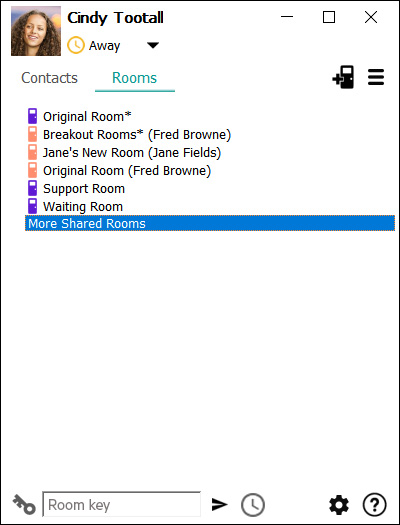 Cindy Tootall
Away
Contacts Rooms
Original Room*
Breakout Rooms* (Fred Browne)
Jane's New Room (Jane Fields)
Original Room (Fred Browne)
Support Room
Waiting Room
More Shared Rooms
Room key
?